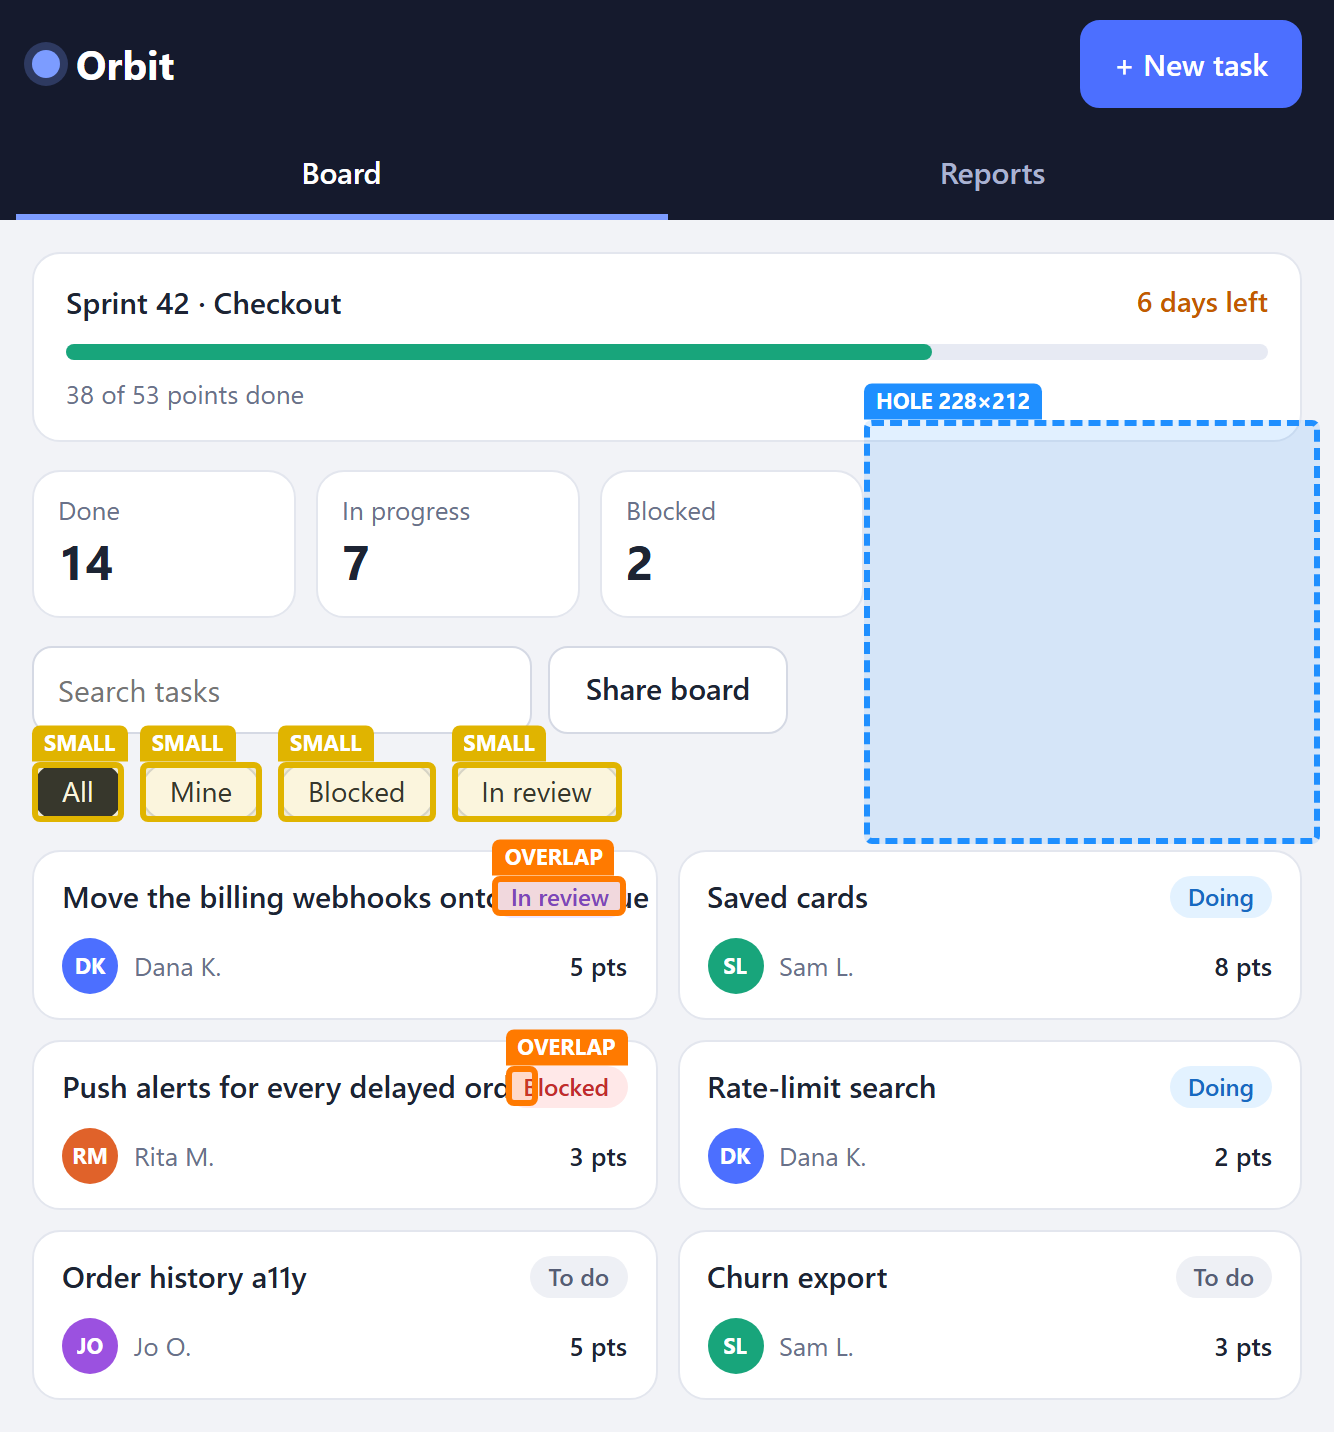 Orbit
+ New task
Board
Reports
Sprint 42 · Checkout
6 days left
38 of 53 points done
HOLE 228×212
Done
14
In progress
7
Blocked
2
Search tasks
Share board
SMALL
SMALL
SMALL
SMALL
All
Mine
Blocked
In review
OVERLAP
Move the billing webhooks
In review
Saved cards
Doing
DK
Dana K.
5 pts
SL
Sam L.
8 pts
OVERLAP
Push alerts for every delayed
Blocked
Rate-limit search
Doing
RM
Rita M.
3 pts
DK
Dana K.
2 pts
Order history a11y
To do
Churn export
To do
JO
Jo O.
5 pts
SL
Sam L.
3 pts